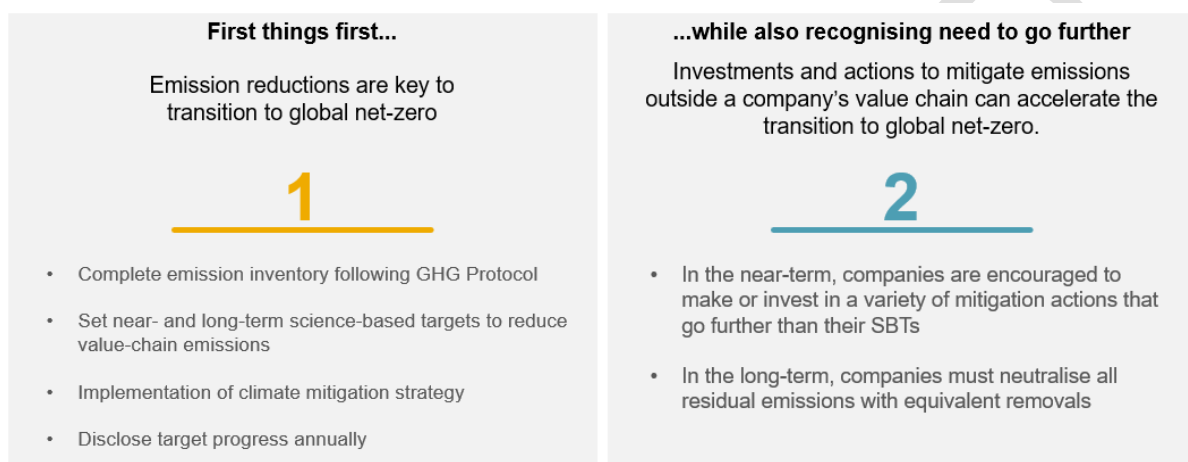 First things first...
Emission reductions are key to
transition to global net-zero
1
• Complete emission inventory following GHG Protocol
• Set near- and long-term science-based targets to reduce
value-chain emissions
• Implementation of climate mitigation strategy
• Disclose target progress annually
...while also recognising need to go further
Investments and actions to mitigate emissions
outside a company's value chain can accelerate the
transition to global net-zero.
2
• In the near-term, companies are encouraged to
make or invest in a variety of mitigation actions that
go further than their SBTs
• In the long-term, companies must neutralise all
residual emissions with equivalent removals